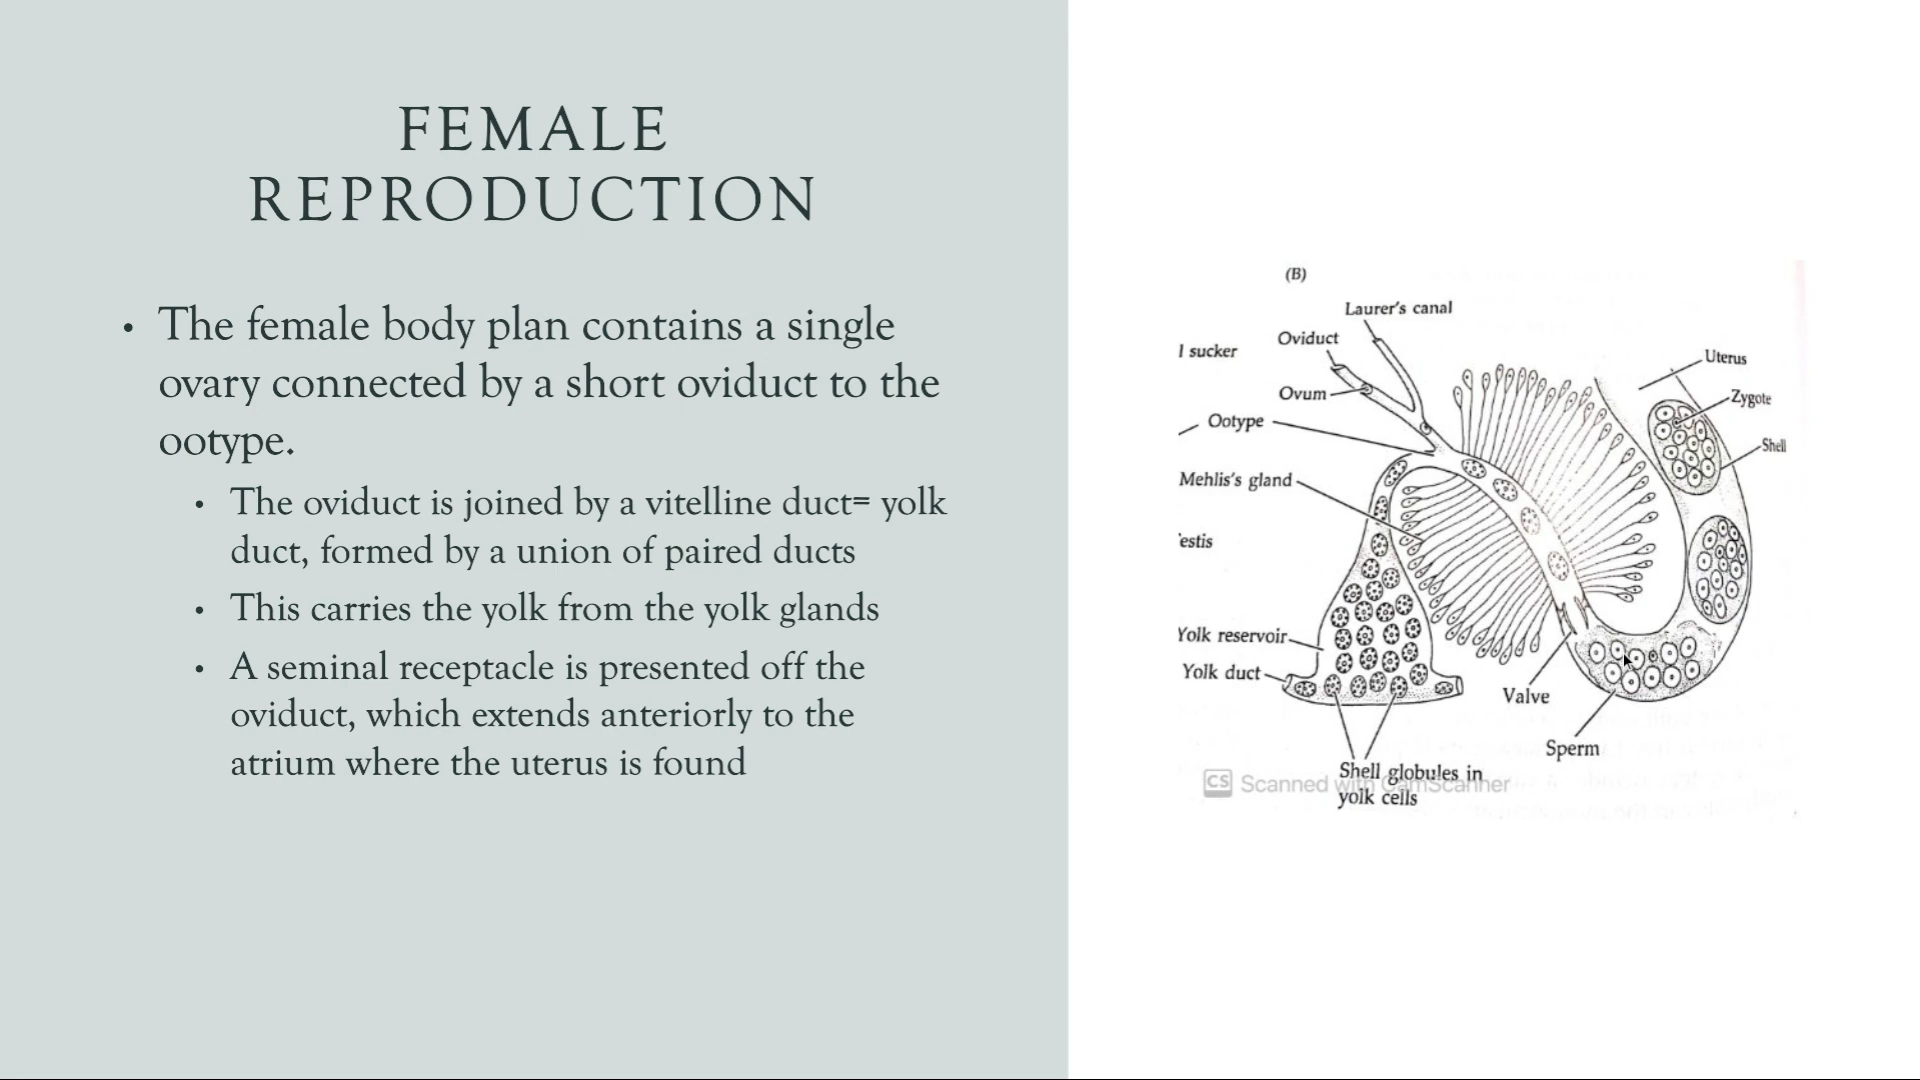 FEMALE
REPRODUCTION
• The female body plan contains a single
ovary connected by a short oviduct to the
ootype.
• The oviduct is joined by a vitelline duct= yolk
duct, formed by a union of paired ducts
• This carries the yolk from the yolk glands
• A seminal receptacle is presented off the
oviduct, which extends anteriorly to the
atrium where the uterus is found
(B)
Laurer's canal
Oviduct
l sucker
Uterus
Ovum
Zygote
Ootype
Shell
Mehlis's gland
estis
Yolk reservoir
Yolk duct
Valve
Sperm
Shell globules in
yolk cells
CS Scanned with CamScanner